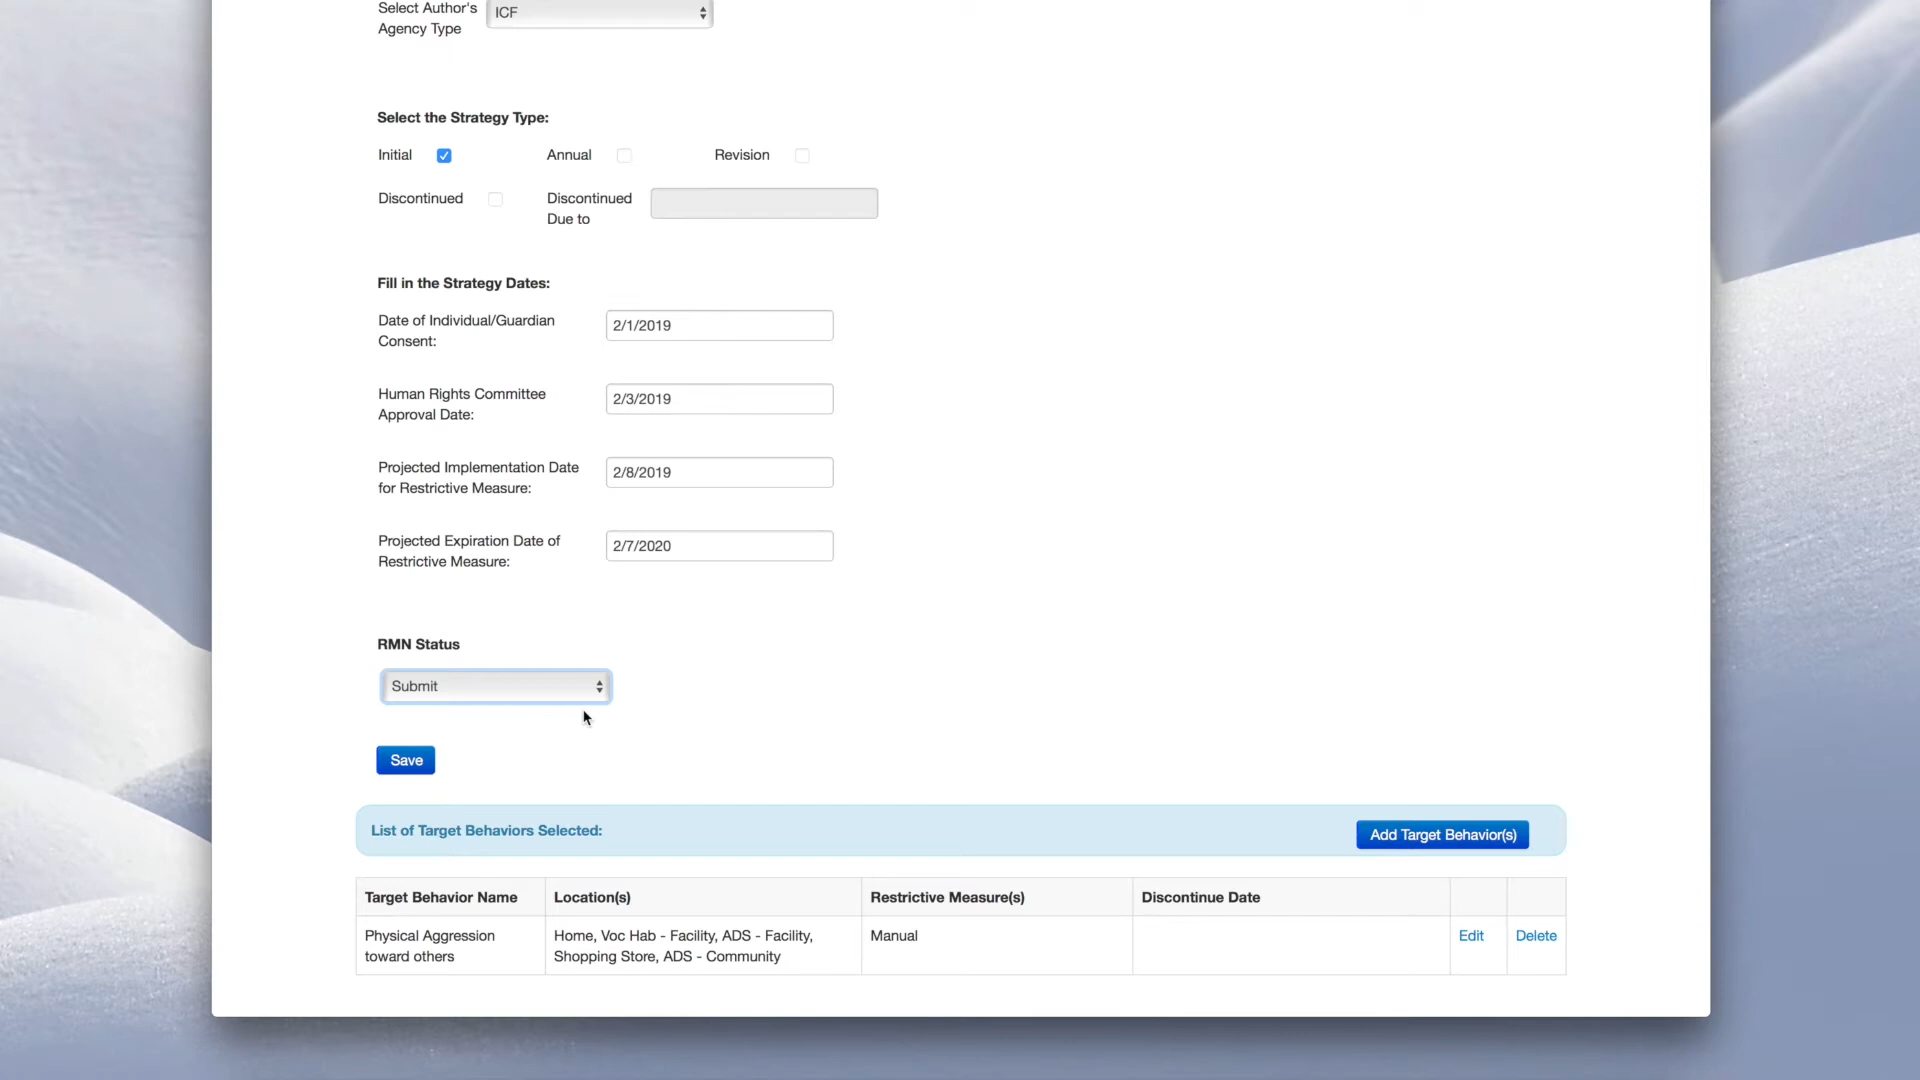 Select Author's
Agency Type
ICF
Select the Strategy Type:
Initial
Annual
Revision
Discontinued
Discontinued
Due to
Fill in the Strategy Dates:
Date of Individual/Guardian
Consent:
2/1/2019
Human Rights Committee
Approval Date:
2/3/2019
Projected Implementation Date
for Restrictive Measure:
2/8/2019
Projected Expiration Date of
Restrictive Measure:
2/7/2020
RMN Status
Submit
Save
List of Target Behaviors Selected:
Add Target Behavior(s)
Target Behavior Name
Location(s)
Restrictive Measure(s)
Discontinue Date
Physical Aggression
toward others
Home, Voc Hab - Facility, ADS - Facility,
Shopping Store, ADS - Community
Manual
Edit
Delete